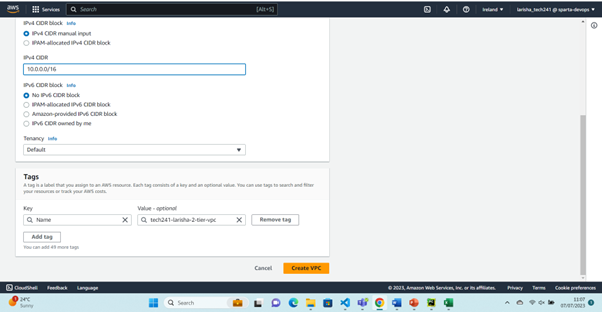 aws
Services
Search
[Alt+S]
Ireland
larisha_tech241 @ sparta-devops
IPv4 CIDR block Info
IPv4 CIDR manual input
IPAM-allocated IPv4 CIDR block
IPv4 CIDR
10.0.0.0/16
IPv6 CIDR block Info
No IPv6 CIDR block
IPAM-allocated IPv6 CIDR block
Amazon-provided IPv6 CIDR block
IPv6 CIDR owned by me
Tenancy Info
Default
Tags
A tag is a label that you assign to an AWS resource. Each tag consists of a key and an optional value. You can use tags to search and filter
your resources or track your AWS costs.
Key
Value - optional
Name
tech241-larisha-2-tier-vpc
Remove tag
Add tag
You can add 49 more tags
Cancel
Create VPC
CloudShell
Feedback
Language
© 2023, Amazon Web Services, Inc. or its affiliates.
Privacy
Terms
Cookie preferences
24°C
Sunny
Search
11:07
07/07/2023